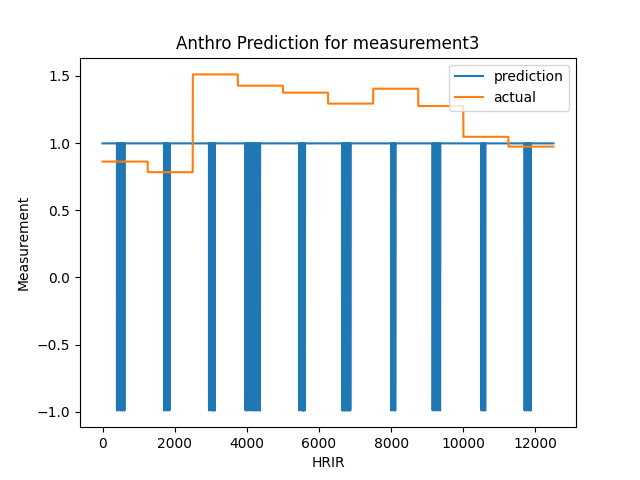 Anthro Prediction for measurement3
prediction
actual
1.5
1.0
0.5
0.0
−0.5
−1.0
Measurement
0 2000 4000 6000 8000 10000 12000
HRIR